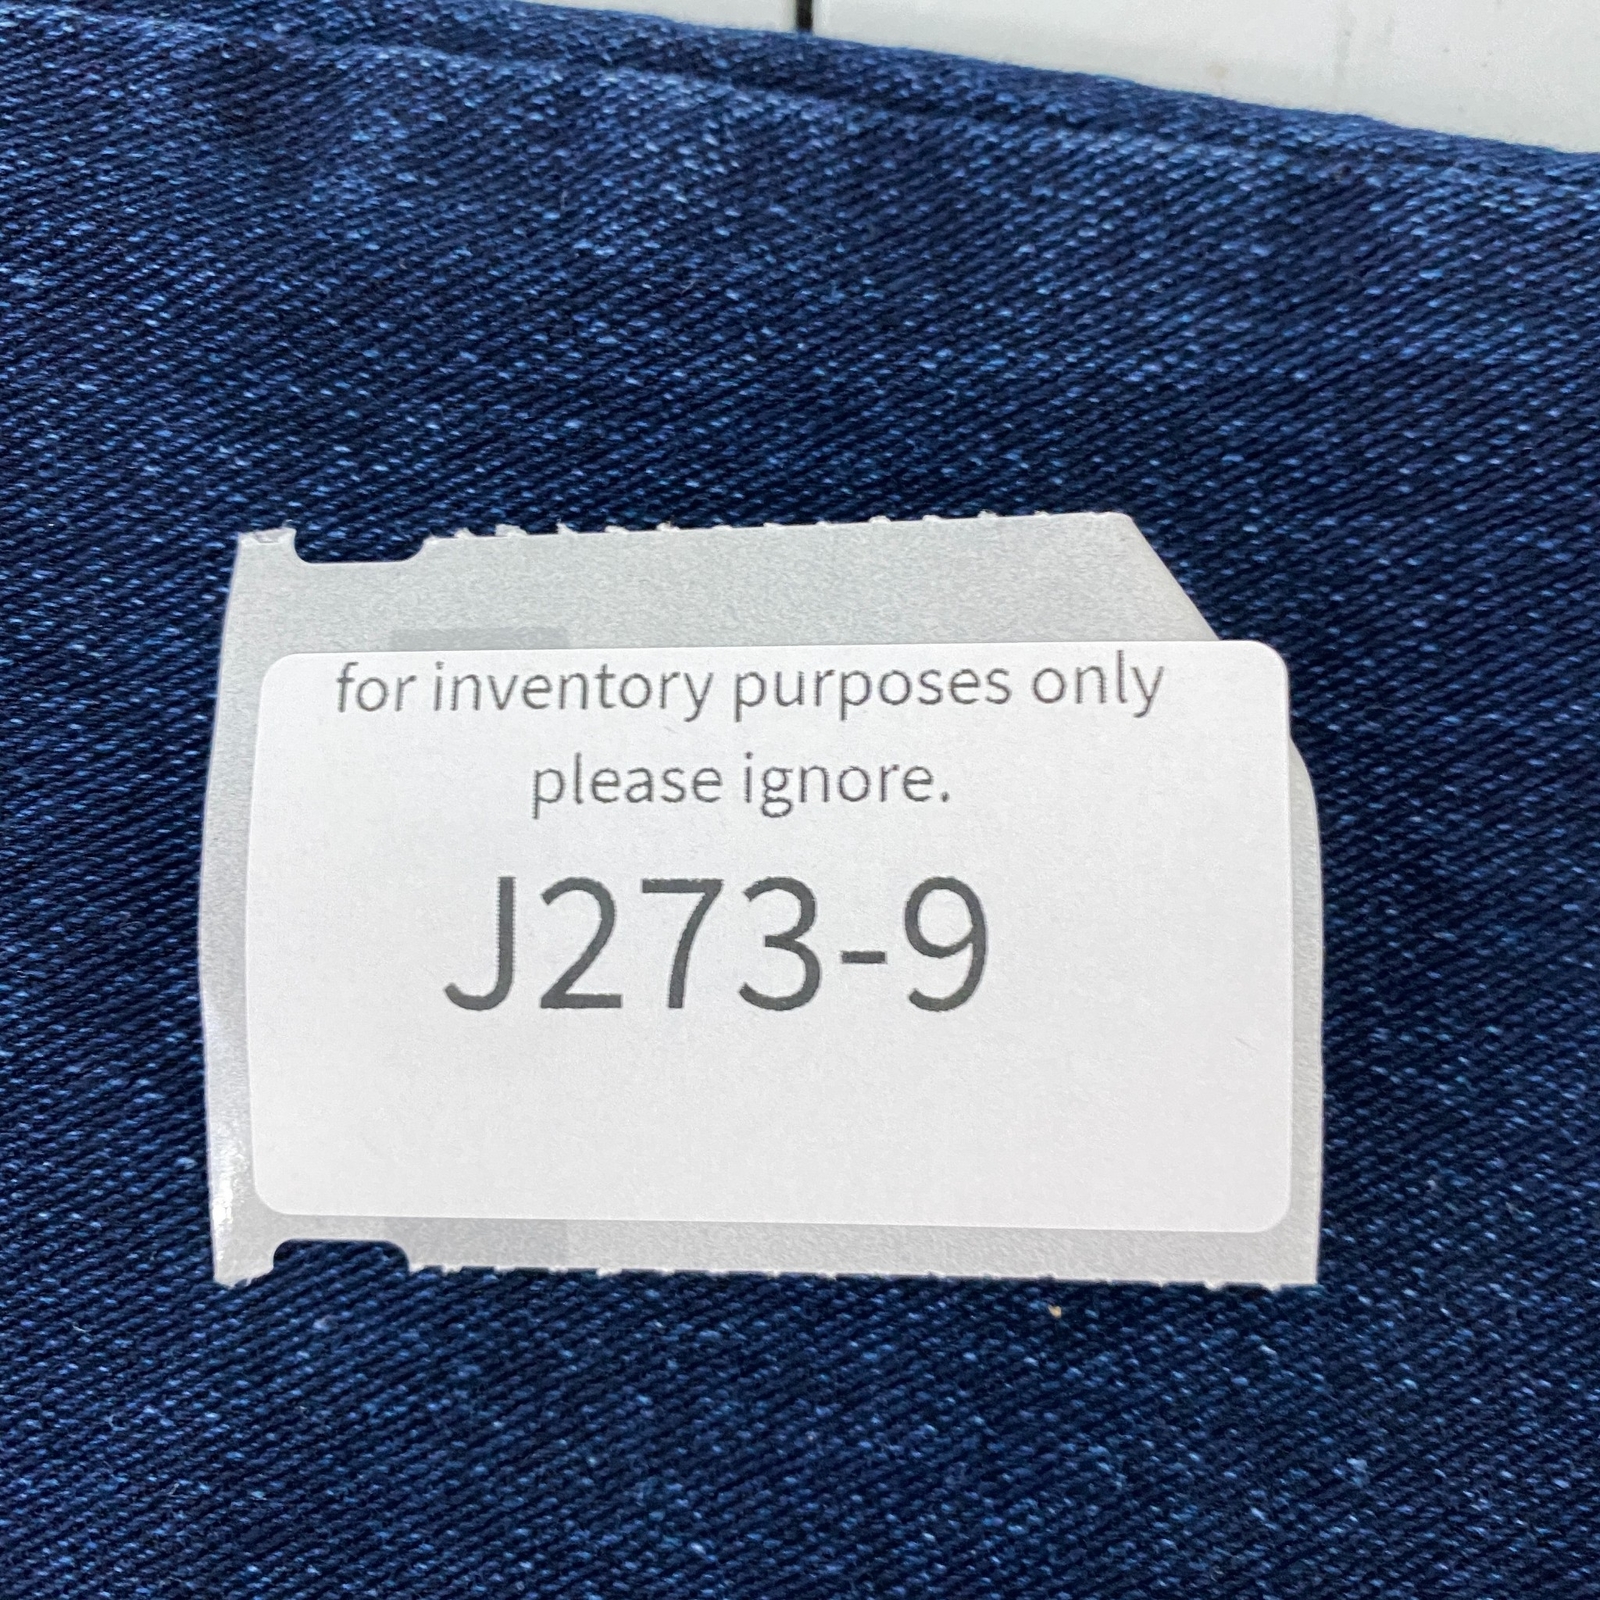 for inventory purposes only
please ignore.
J273-9